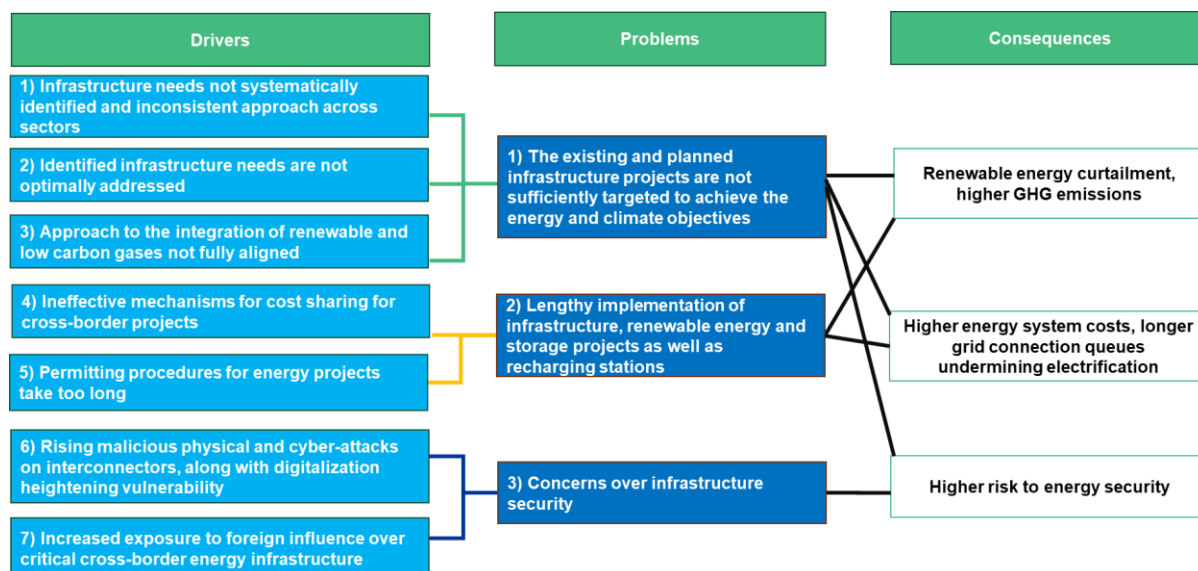 Drivers
Problems
Consequences
1) Infrastructure needs not systematically
identified and inconsistent approach across
sectors
2) Identified infrastructure needs are not
optimally addressed
3) Approach to the integration of renewable and
low carbon gases not fully aligned
4) Ineffective mechanisms for cost sharing for
cross-border projects
5) Permitting procedures for energy projects
take too long
6) Rising malicious physical and cyber-attacks
on interconnectors, along with digitalization
heightening vulnerability
7) Increased exposure to foreign influence over
critical cross-border energy infrastructure
1) The existing and planned
infrastructure projects are not
sufficiently targeted to achieve the
energy and climate objectives
2) Lengthy implementation of
infrastructure, renewable energy and
storage projects as well as
recharging stations
3) Concerns over infrastructure
security
Renewable energy curtailment,
higher GHG emissions
Higher energy system costs, longer
grid connection queues
undermining electrification
Higher risk to energy security